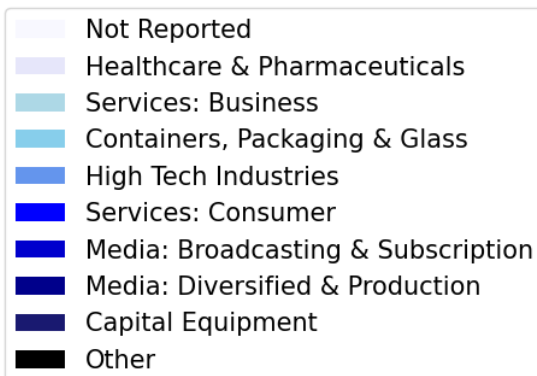 Not Reported
Healthcare & Pharmaceuticals
Services: Business
Containers, Packaging & Glass
High Tech Industries
Services: Consumer
Media: Broadcasting & Subscription
Media: Diversified & Production
Capital Equipment
Other